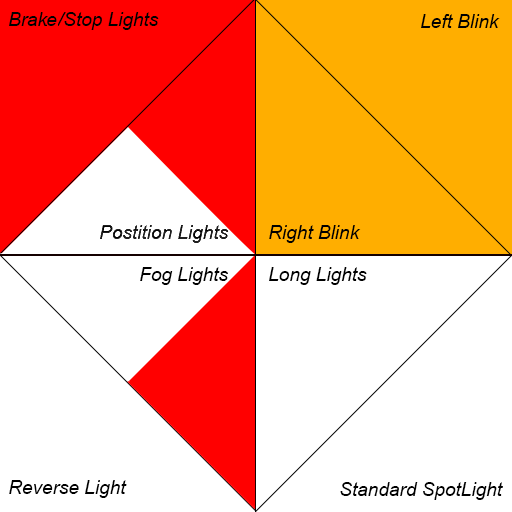 Brake/Stop Lights
Left Blink
Postition Lights
Right Blink
Fog Lights
Long Lights
Reverse Light
Standard SpotLight